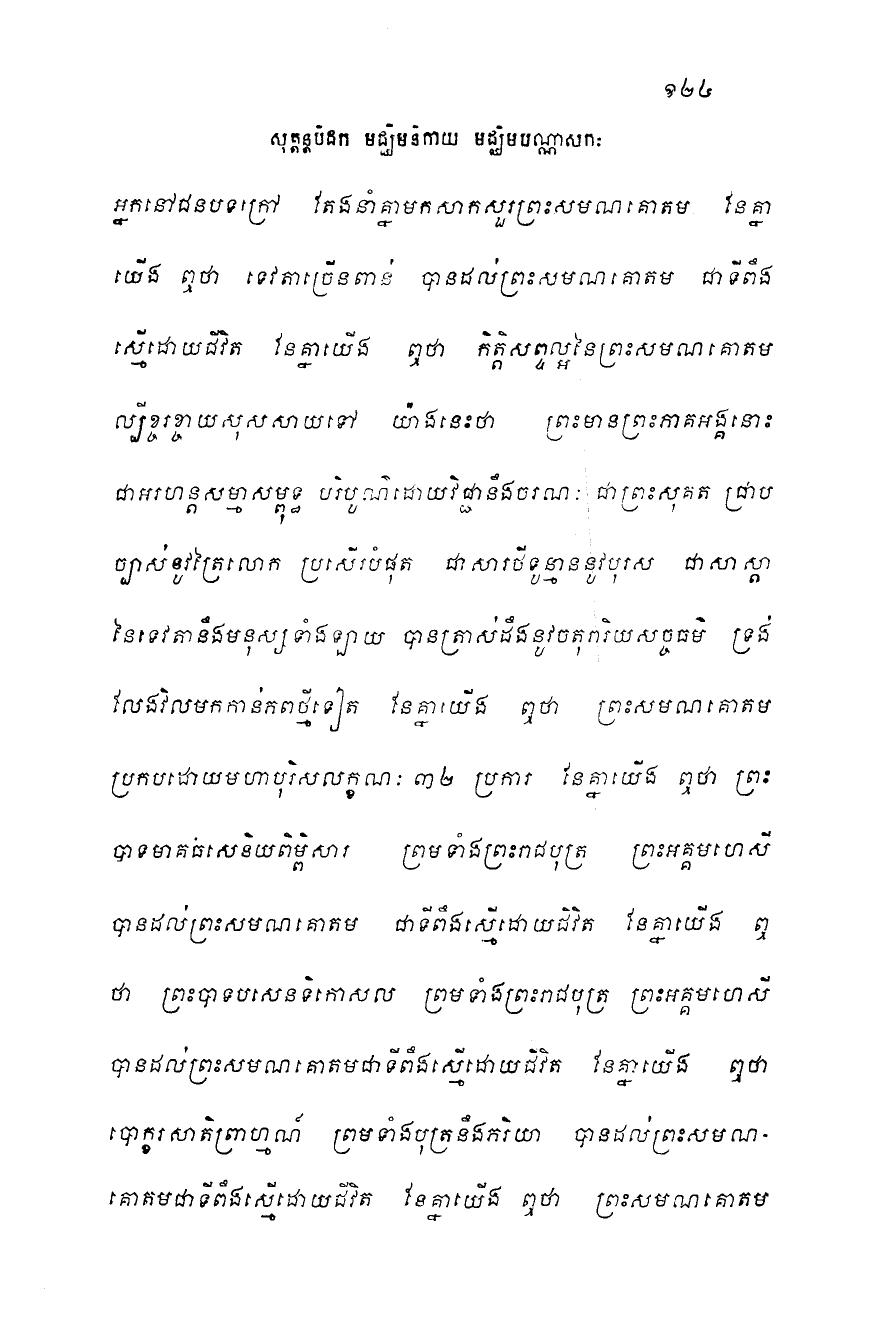 ១២៤
សុត្តន្តបិដក មជ្ឈិមនិកាយ មជ្ឈិមបណ្ណាសកៈ
អ្នកនៅជនបទក្រៅ តែងនាំគ្នាមកសាកសួរព្រះសមណគោតម នែគ្នា
យើង ឮថា ទេវតាច្រើនពាន់ បានដល់ព្រះសមណគោតម ជាទីពឹង
ស្មើដោយជីវិត នែគ្នាយើង ឮថា កិត្តិសព្ទល្អនៃព្រះសមណគោតម
ល្បីខ្ចរខ្ចាយសុសសាយទៅ យ៉ាងនេះថា ព្រះមានព្រះភាគអង្គនោះ
ជាអរហន្តសម្មាសម្ពុទ្ធ បរិបូណ៌ដោយវិជ្ជានឹងចរណៈ ជាព្រះសុគត ជ្រាប
ច្បាស់នូវត្រៃលោក ប្រសើរបំផុត ជាសារថីទូន្មាននូវបុរស ជាសាស្តា
នៃទេវតានឹងមនុស្សទាំងឡាយ បានត្រាស់ដឹងនូវចតុរារិយសច្ចធម៌ ទ្រង់
លែងវិលមកកាន់ភពថ្មីទៀត នែគ្នាយើង ឮថា ព្រះសមណគោតម
ប្រកបដោយមហាបុរិសលក្ខណៈ ៣២ ប្រការ នែគ្នាយើង ឮថា ព្រះ
បាទមាគធសេនិយពិម្ពិសារ ព្រមទាំងព្រះរាជបុត្រ ព្រះអគ្គមហេសី
បានដល់ព្រះសមណគោតម ជាទីពឹងស្មើដោយជិវិត នែគ្នាយើង ឮ
ថា ព្រះបាទបសេនទិកោសល ព្រមទាំងព្រះរាជបុត្រ ព្រះអគ្គមហេសី
បានដល់ព្រះសមណគោតមជាទីពឹងស្មើដោយជិវិត នែគ្នាយើង ឮថា
បោក្ខរសាតិព្រាហ្មណ៍ ព្រមទាំងបុត្រនឹងភរិយា បានដល់ព្រះសមណ-
គោតមជាទីពឹងស្មើដោយជីវិត នែគ្នាយើង ឮថា ព្រះសមណគោតម